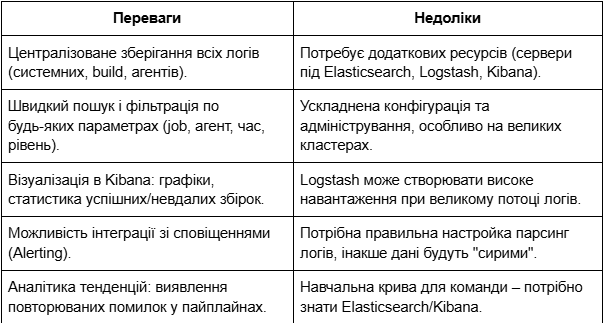 Переваги
Недоліки
Централізоване зберігання всіх логів
(системних, build, агентів).
Потребує додаткових ресурсів (сервери
під Elasticsearch, Logstash, Kibana).
Швидкий пошук і фільтрація по
будь-яких параметрах (job, агент, час,
рівень).
Ускладнена конфігурація та
адміністрування, особливо на великих
кластерах.
Візуалізація в Kibana: графіки,
статистика успішних/невдалих збірок.
Logstash може створювати високе
навантаження при великому потоці логів.
Можливість інтеграції зі сповіщеннями
(Alerting).
Потрібна правильна настройка парсинг
логів, інакше дані будуть "сирими".
Аналітика тенденцій: виявлення
повторюваних помилок у пайплайнах.
Навчальна крива для команди – потрібно
знати Elasticsearch/Kibana.